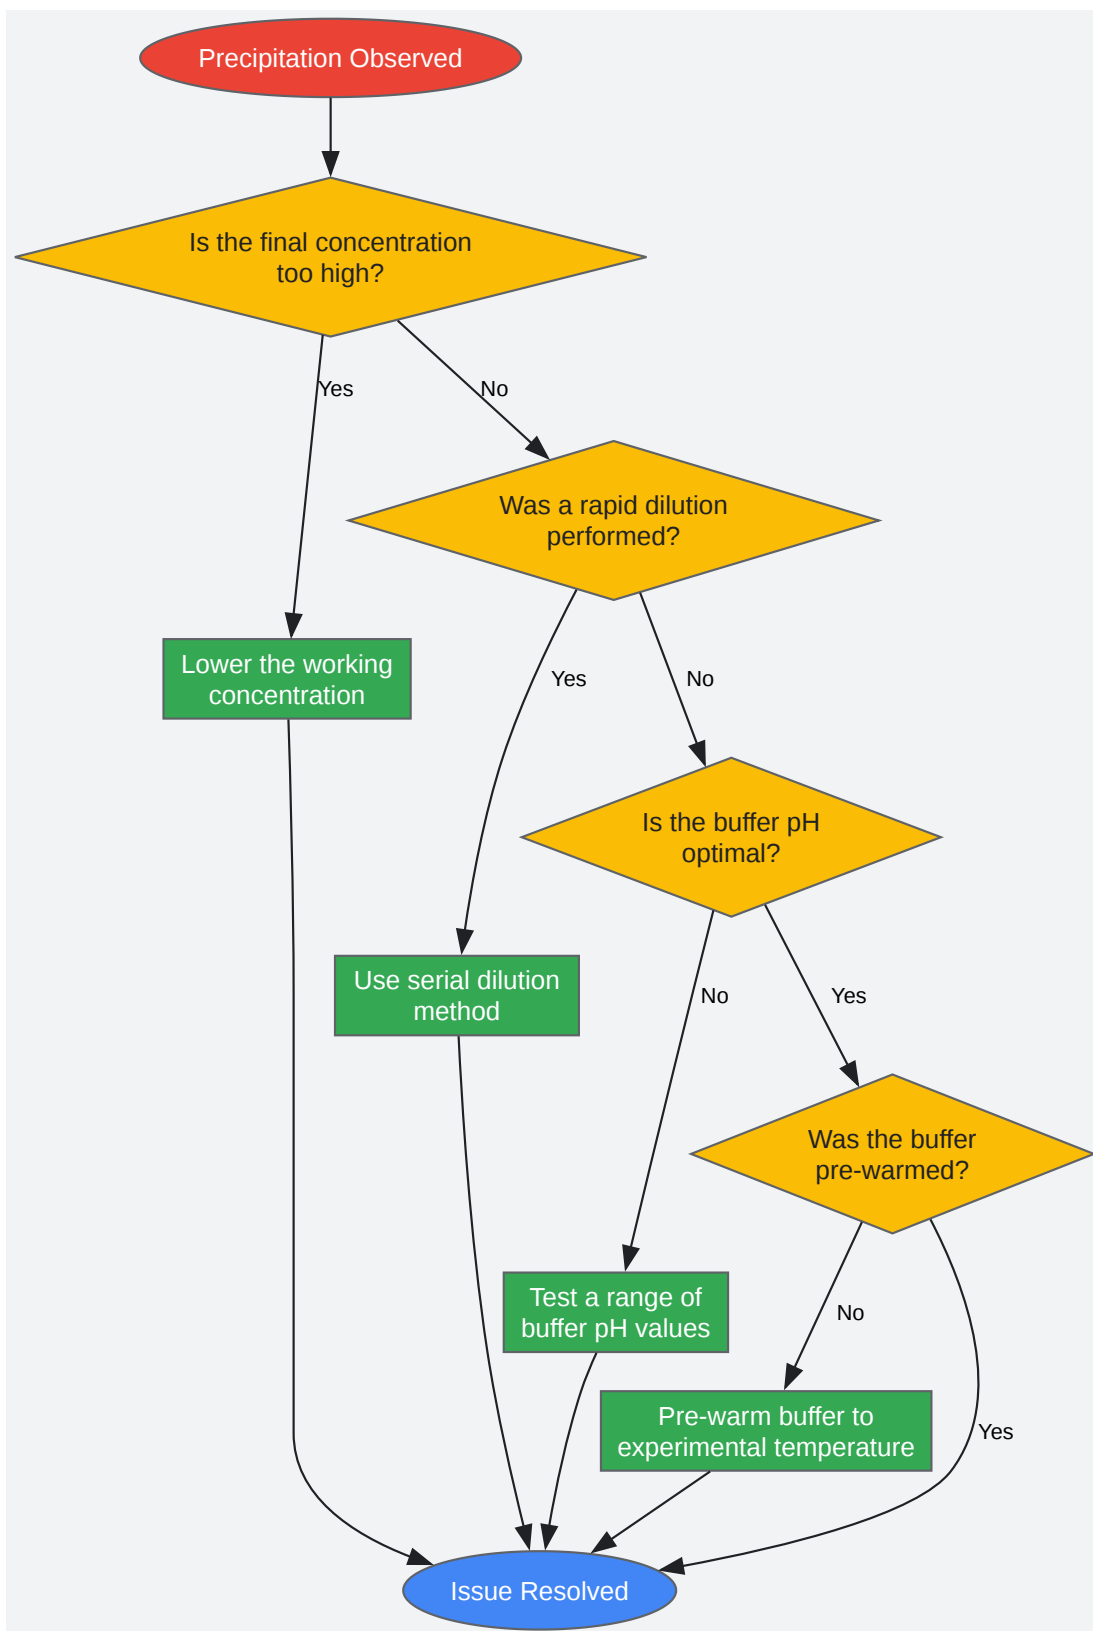 Precipitation Observed
Is the final concentration
too high?
Yes
No
Was a rapid dilution
performed?
Lower the working
concentration
Yes
No
Is the buffer pH
optimal?
Use serial dilution
method
No
Yes
Was the buffer
pre-warmed?
Test a range of
buffer pH values
No
Pre-warm buffer to
experimental temperature
Yes
Issue Resolved